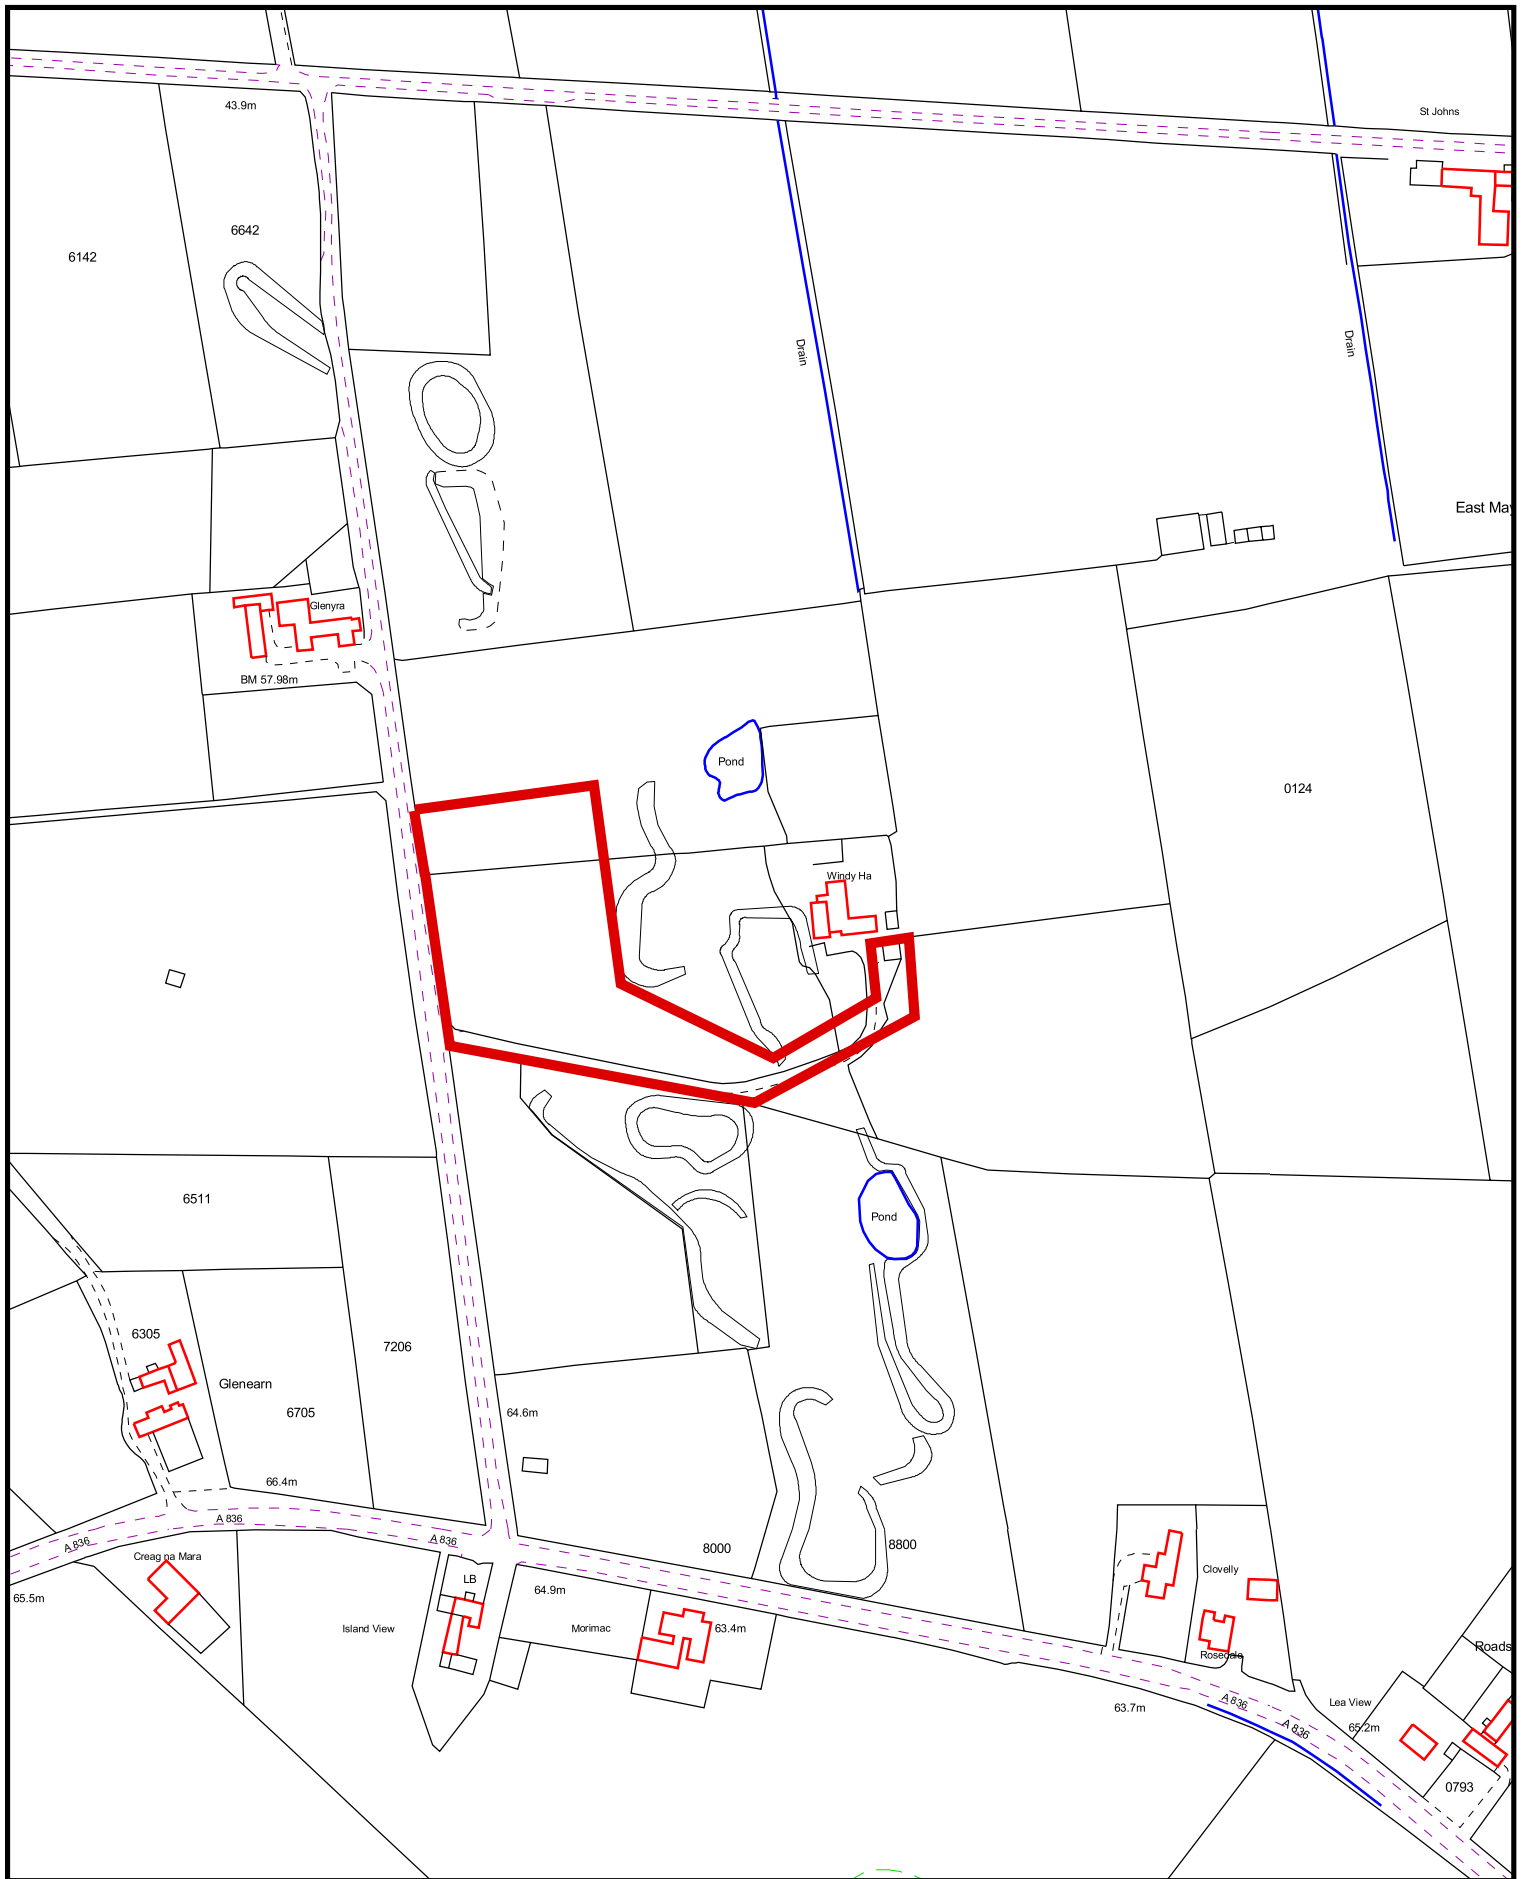 43.9m
St Johns
6642
6142
Drain
Drain
East May
Glenyra
BM 57.98m
Pond
0124
Windy Ha
6511
Pond
6305
7206
Glenearn
6705
64.6m
66.4m
A 836
A 836
A 836
8000
8800
Creag na Mara
LB
64.9m
Clovelly
65.5m
Island View
Morimac
63.4m
Rosedale
Roads
63.7m
A 836
Lea View
A 836
65.2m
0793